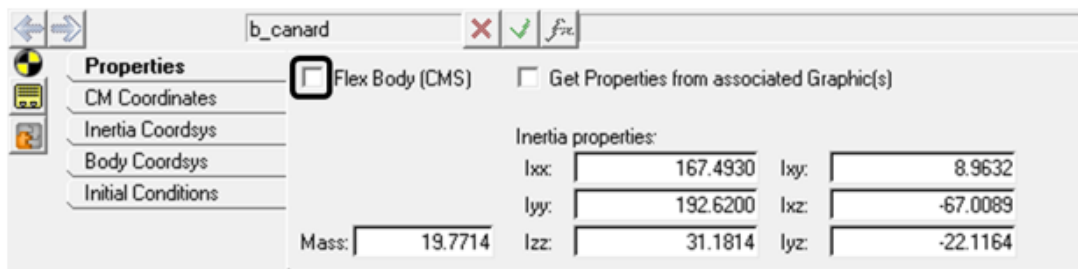 b_canard fx
Properties
Flex Body (CMS) Get Properties from associated Graphic(s)
CM Coordinates
Inertia Coordsys
Inertia properties:
Body Coordsys
Ixx: 167.4930 Ixy: 8.9632
Initial Conditions
Iyy: 192.6200 Ixz: -67.0089
Mass: 19.7714 Izz: 31.1814 Iyz: -22.1164